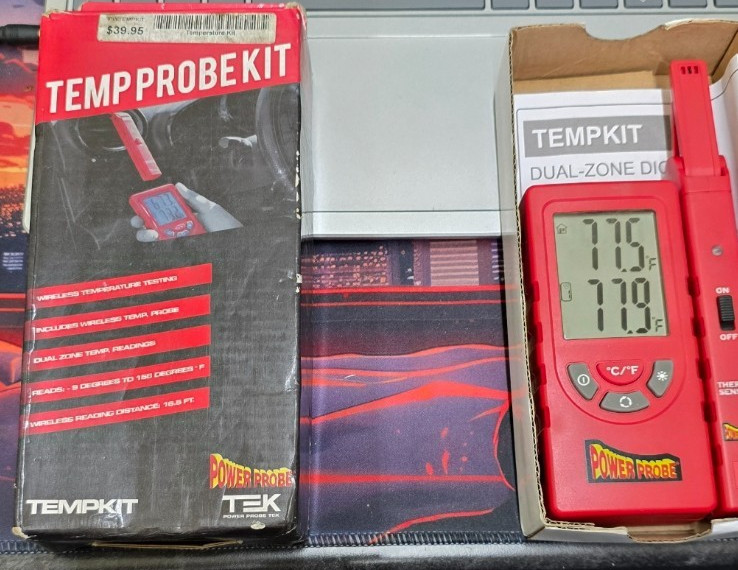 $39.95
Temperature Kit
TEMP PROBE KIT
WIRELESS TEMPERATURE TESTING
INCLUDES WIRELESS TEMP. PROBE
DUAL ZONE TEMP. READINGS
WIRELESS READING DISTANCE: 16.5 FT.
POWER PROBE
TEMPKIT
TEK
POWER PROBE TEK
TEMPKIT
DUAL-ZONE DIG
77.5°F
77.9°F
°C/°F
ON
OFF
POWER PROBE